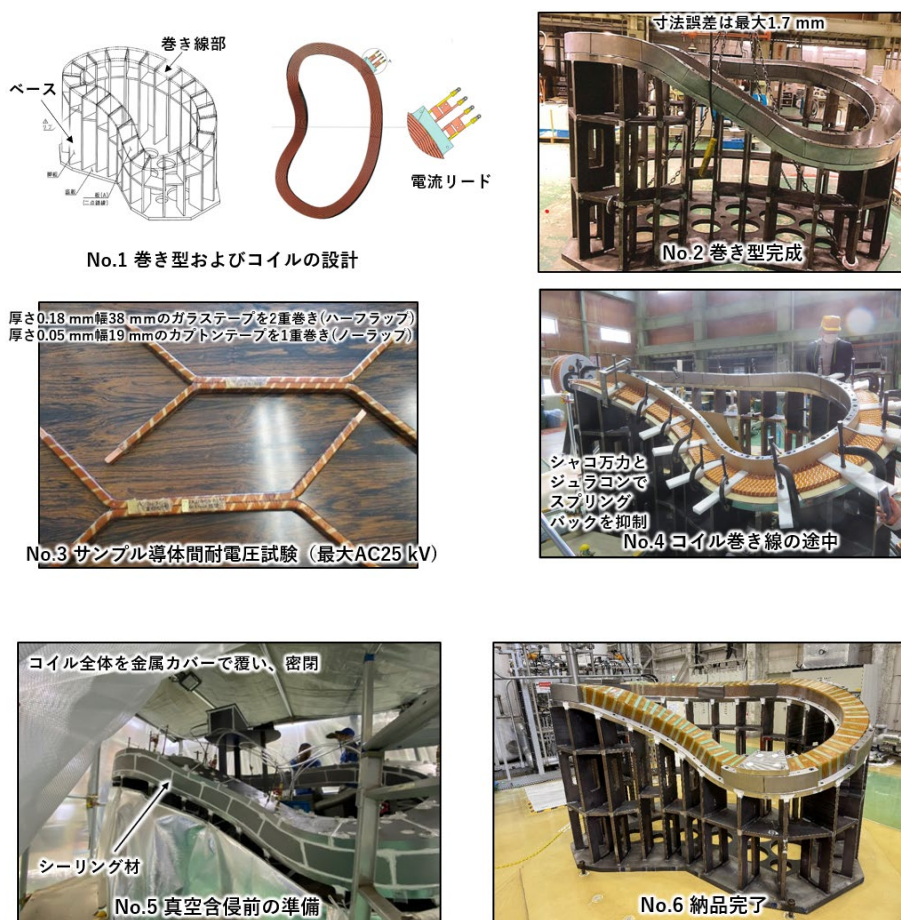 巻き線部
ベース
電流リード
No.1 巻き型およびコイルの設計
寸法誤差は最大1.7 mm
No.2 巻き型完成
厚さ0.18 mm幅38 mmのガラステープを2重巻き(ハーフラップ)
厚さ0.05 mm幅19 mmのカプトンテープを1重巻き(ノーラップ)
No.3 サンプル導体間耐電圧試験（最大AC25 kV）
シャコ万力と
ジュラコンで
スプリング
バックを抑制
No.4 コイル巻き線の途中
コイル全体を金属カバーで覆い、密閉
シーリング材
No.5 真空含侵前の準備
No.6 納品完了